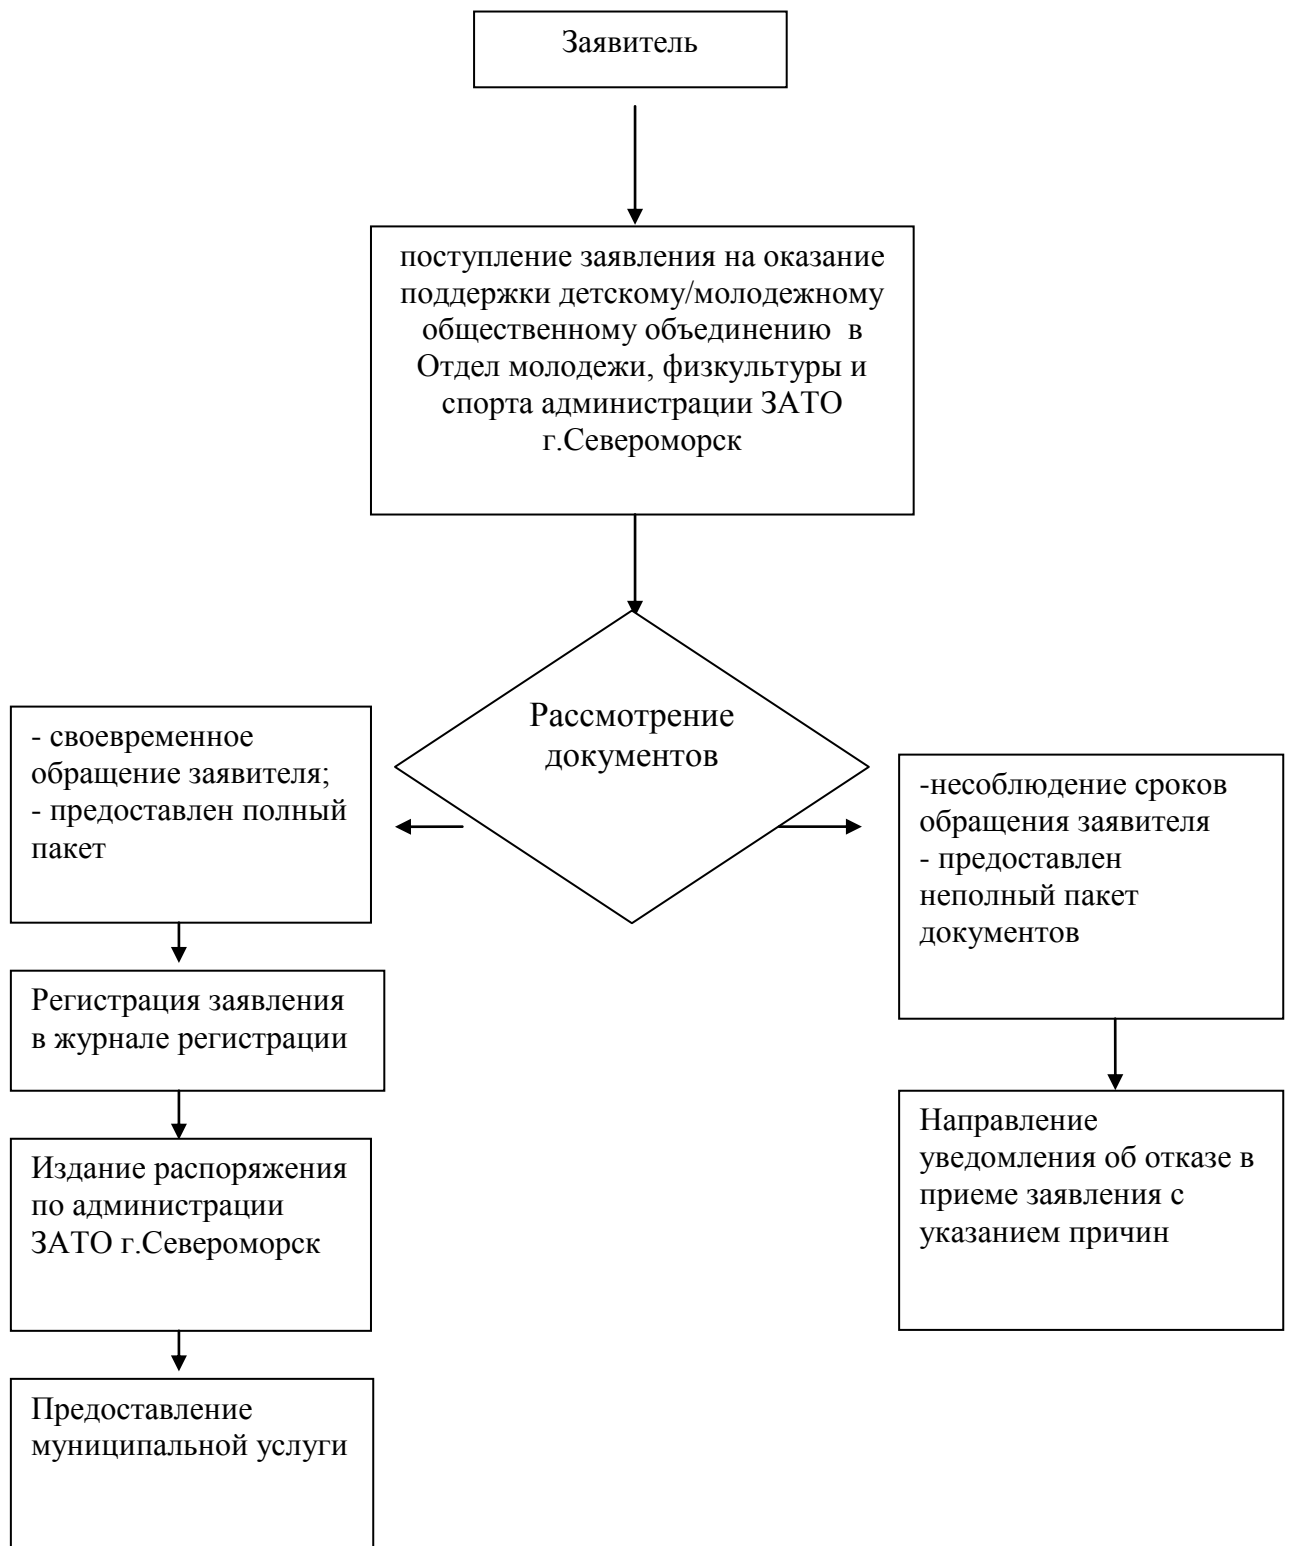 Заявитель
поступление заявления на оказание
поддержки детскому/молодежному
общественному объединению  в
Отдел молодежи, физкультуры и
спорта администрации ЗАТО
г.Североморск
Рассмотрение
документов
- своевременное
обращение заявителя;
- предоставлен полный
пакет
-несоблюдение сроков
обращения заявителя
- предоставлен
неполный пакет
документов
Регистрация заявления
в журнале регистрации
Издание распоряжения
по администрации
ЗАТО г.Североморск
Направление
уведомления об отказе в
приеме заявления с
указанием причин
Предоставление
муниципальной услуги